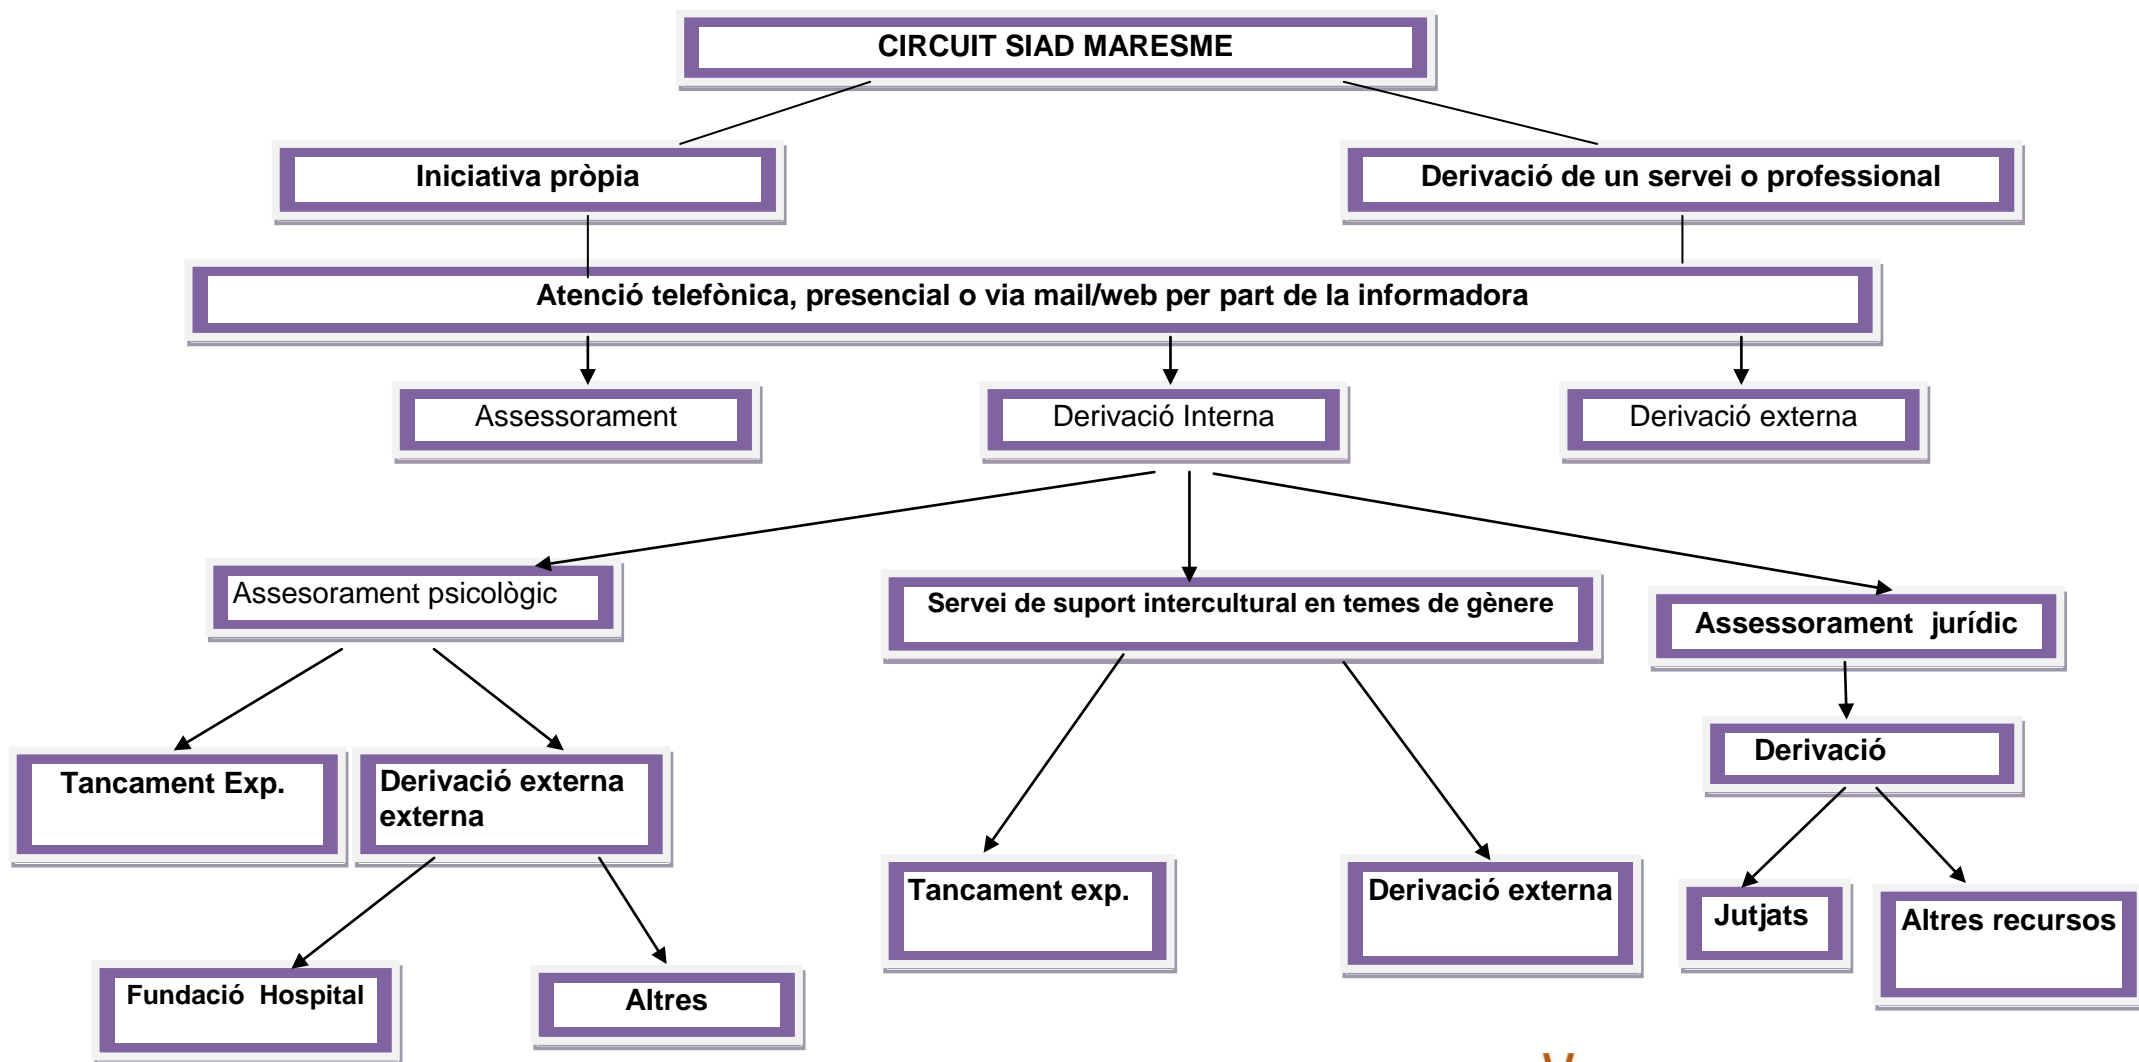 CIRCUIT SIAD MARESME
Iniciativa pròpia
Derivació de un servei o professional
Atenció telefònica, presencial o via mail/web per part de la informadora
Assessorament
Derivació Interna
Derivació externa
Assesorament psicològic
Servei de suport intercultural en temes de gènere
Assessorament jurídic
Tancament Exp.
Derivació externa
externa
Derivació
Tancament exp.
Derivació externa
Jutjats
Altres recursos
Fundació Hospital
Altres